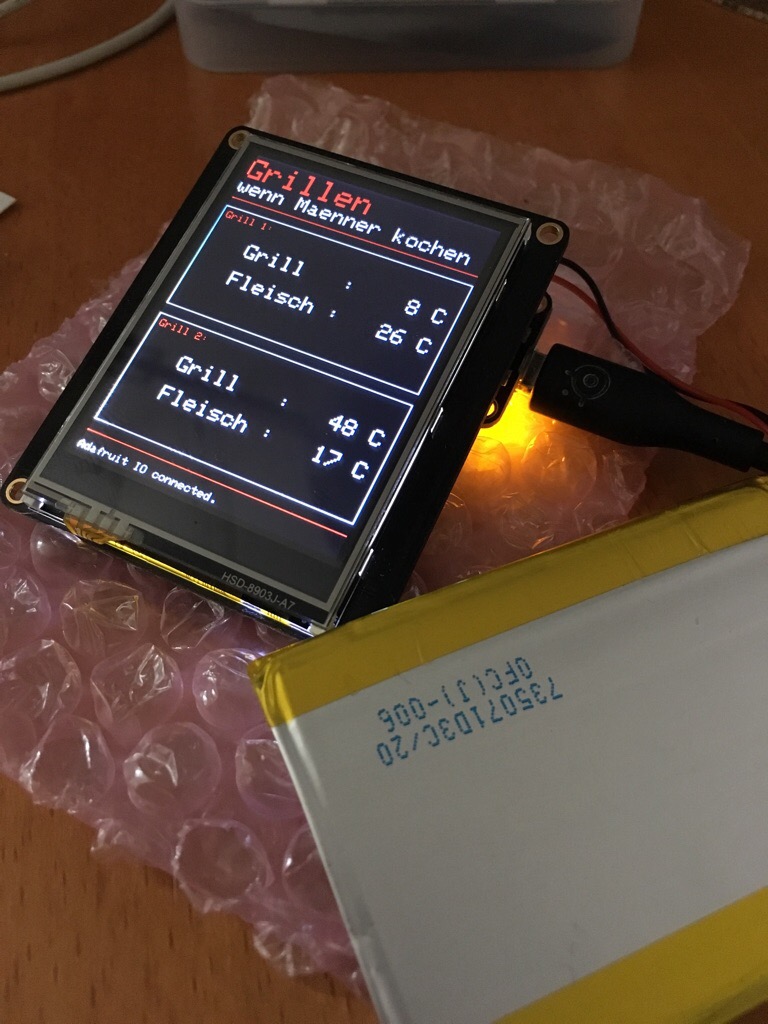 Grillen
wenn Maenner kochen
Grill 1:
Grill : 8 C
Fleisch : 26 C
Grill 2:
Grill : 48 C
Fleisch : 17 C
Adafruit IO connected.
HSD-8903J-A7
735071D3C/20
OFC(J)-006